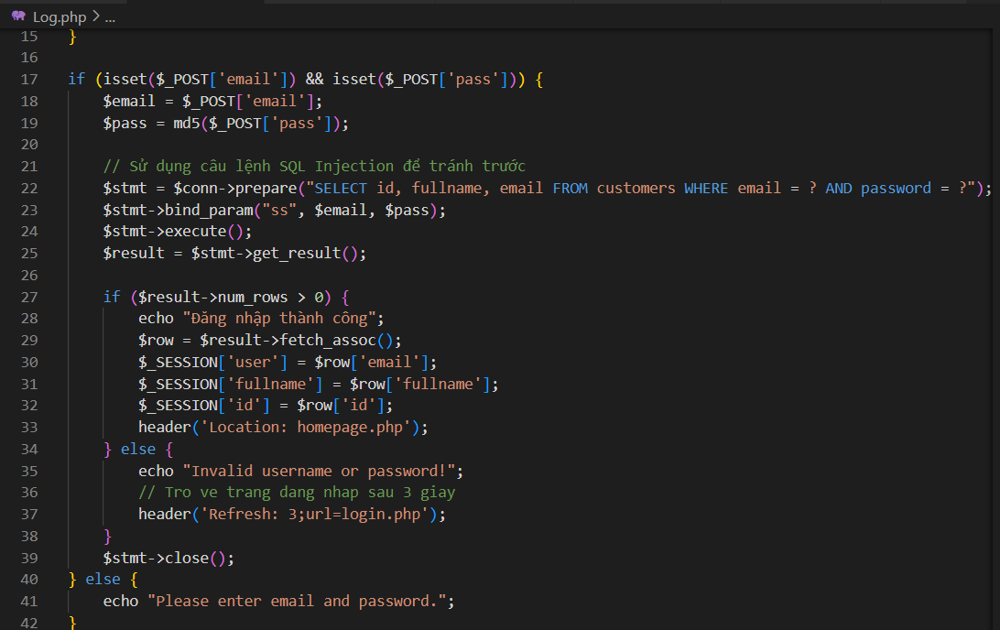 Log.php > ...
15 }
16
17 if (isset($_POST['email']) && isset($_POST['pass'])) {
18 $email = $_POST['email'];
19 $pass = md5($_POST['pass']);
20
21 // Sử dụng câu lệnh SQL Injection để tránh trước
22 $stmt = $conn->prepare("SELECT id, fullname, email FROM customers WHERE email = ? AND password = ?");
23 $stmt->bind_param("ss", $email, $pass);
24 $stmt->execute();
25 $result = $stmt->get_result();
26
27 if ($result->num_rows > 0) {
28 echo "Đăng nhập thành công";
29 $row = $result->fetch_assoc();
30 $_SESSION['user'] = $row['email'];
31 $_SESSION['fullname'] = $row['fullname'];
32 $_SESSION['id'] = $row['id'];
33 header('Location: homepage.php');
34 } else {
35 echo "Invalid username or password!";
36 // Tro ve trang dang nhap sau 3 giay
37 header('Refresh: 3;url=login.php');
38 }
39 $stmt->close();
40 } else {
41 echo "Please enter email and password.";
42 }